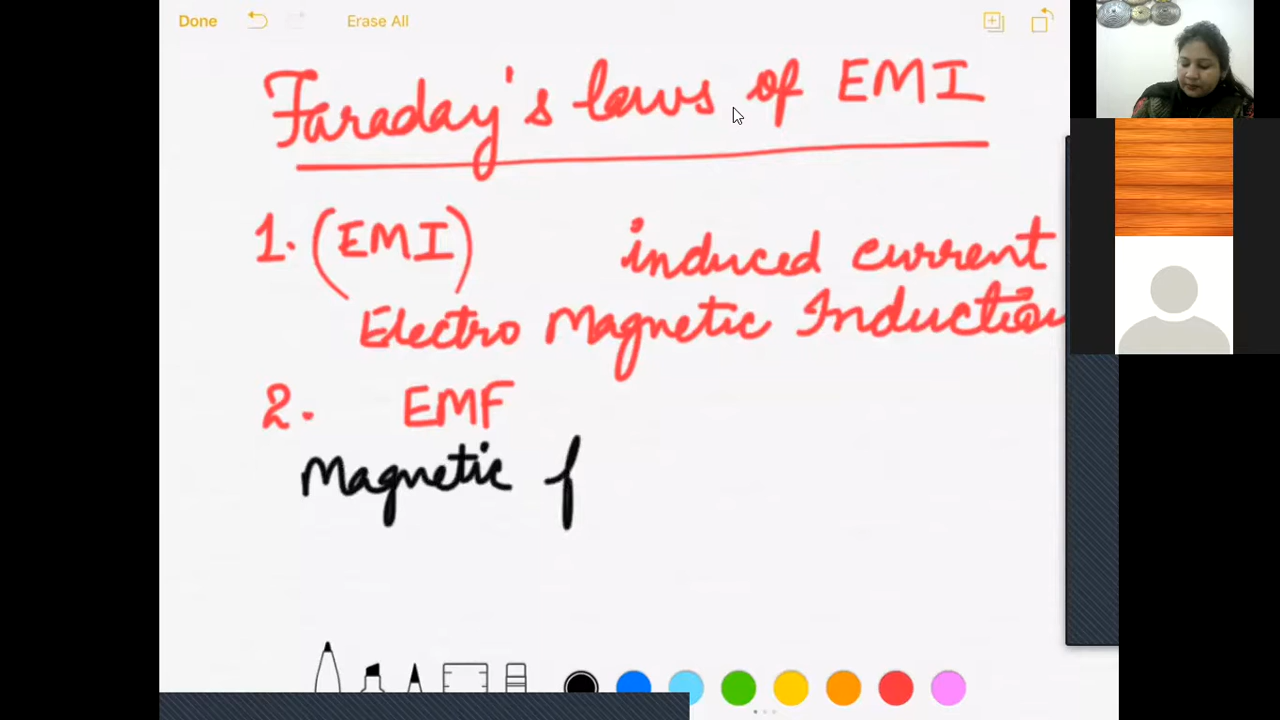 Done Erase All
Faraday's laws of EMI
1. (EMI) induced current
Electro Magnetic Induction
2. EMF
Magnetic f